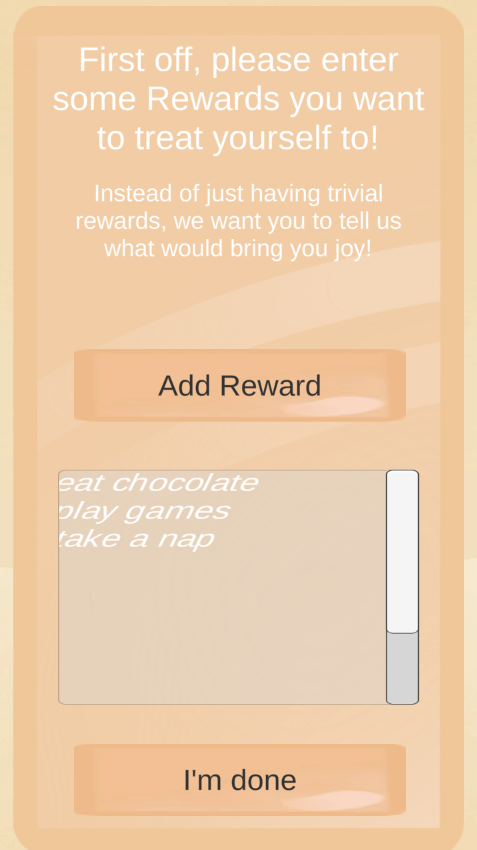 First off, please enter
some Rewards you want
to treat yourself to!
Instead of just having trivial
rewards, we want you to tell us
what would bring you joy!
Add Reward
eat chocolate
play games
take a nap
I'm done